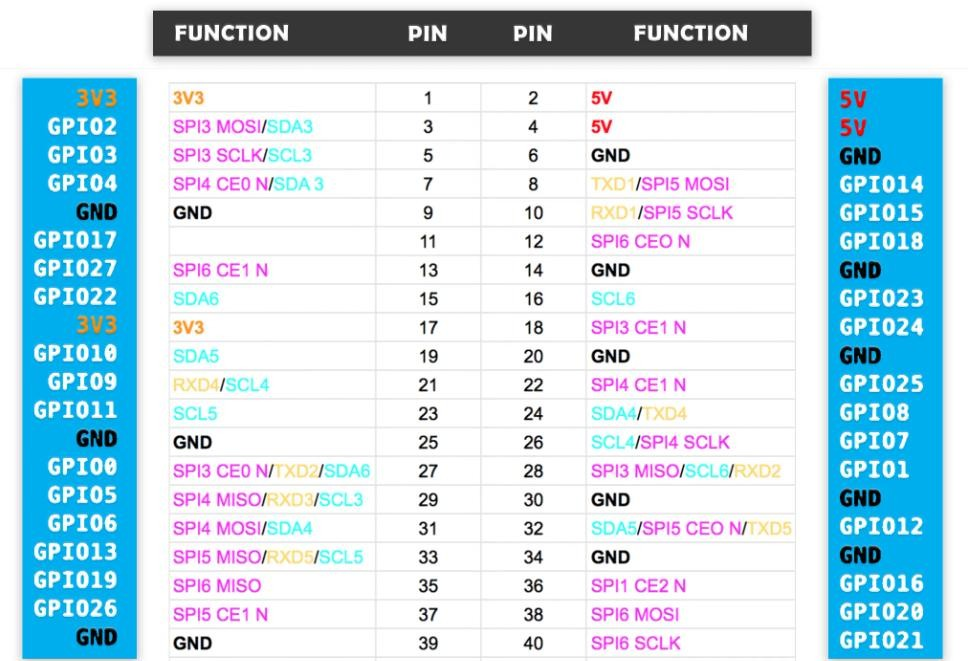 FUNCTION PIN PIN FUNCTION
3V3 3V3 1 2 5V 5V
GPIO2 SPI3 MOSI/SDA3 3 4 5V 5V
GPIO3 SPI3 SCLK/SCL3 5 6 GND GND
GPIO4 SPI4 CE0 N/SDA 3 7 8 TXD1/SPI5 MOSI GPIO14
GND GND 9 10 RXD1/SPI5 SCLK GPIO15
GPIO17 11 12 SPI6 CEO N GPIO18
GPIO27 SPI6 CE1 N 13 14 GND GND
GPIO22 SDA6 15 16 SCL6 GPIO23
3V3 3V3 17 18 SPI3 CE1 N GPIO24
GPIO10 SDA5 19 20 GND GND
GPIO9 RXD4/SCL4 21 22 SPI4 CE1 N GPIO25
GPIO11 SCL5 23 24 SDA4/TXD4 GPIO8
GND GND 25 26 SCL4/SPI4 SCLK GPIO7
GPIO0 SPI3 CE0 N/TXD2/SDA6 27 28 SPI3 MISO/SCL6/RXD2 GPIO1
GPIO5 SPI4 MISO/RXD3/SCL3 29 30 GND GND
GPIO6 SPI4 MOSI/SDA4 31 32 SDA5/SPI5 CEO N/TXD5 GPIO12
GPIO13 SPI5 MISO/RXD5/SCL5 33 34 GND GND
GPIO19 SPI6 MISO 35 36 SPI1 CE2 N GPIO16
GPIO26 SPI5 CE1 N 37 38 SPI6 MOSI GPIO20
GND GND 39 40 SPI6 SCLK GPIO21